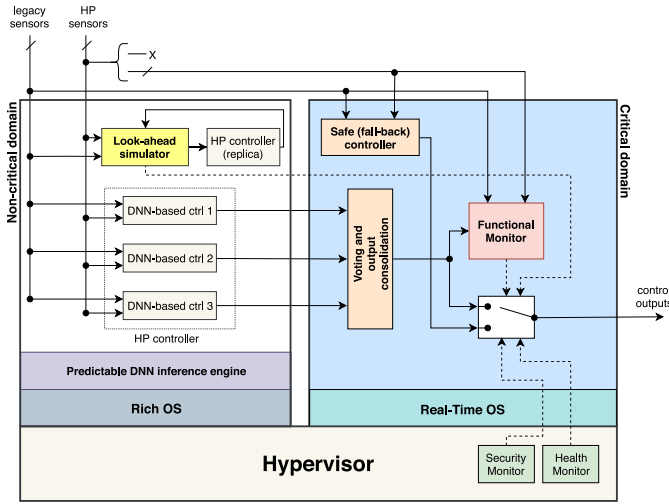 legacy
sensors
HP
sensors
X
Non-critical domain
Critical domain
Look-ahead
simulator
HP controller
(replica)
Safe (fall-back)
controller
DNN-based ctrl 1
DNN-based ctrl 2
DNN-based ctrl 3
HP controller
Voting and
output
consolidation
Functional
Monitor
control
outputs
Predictable DNN inference engine
Rich OS
Real-Time OS
Hypervisor
Security
Monitor
Health
Monitor